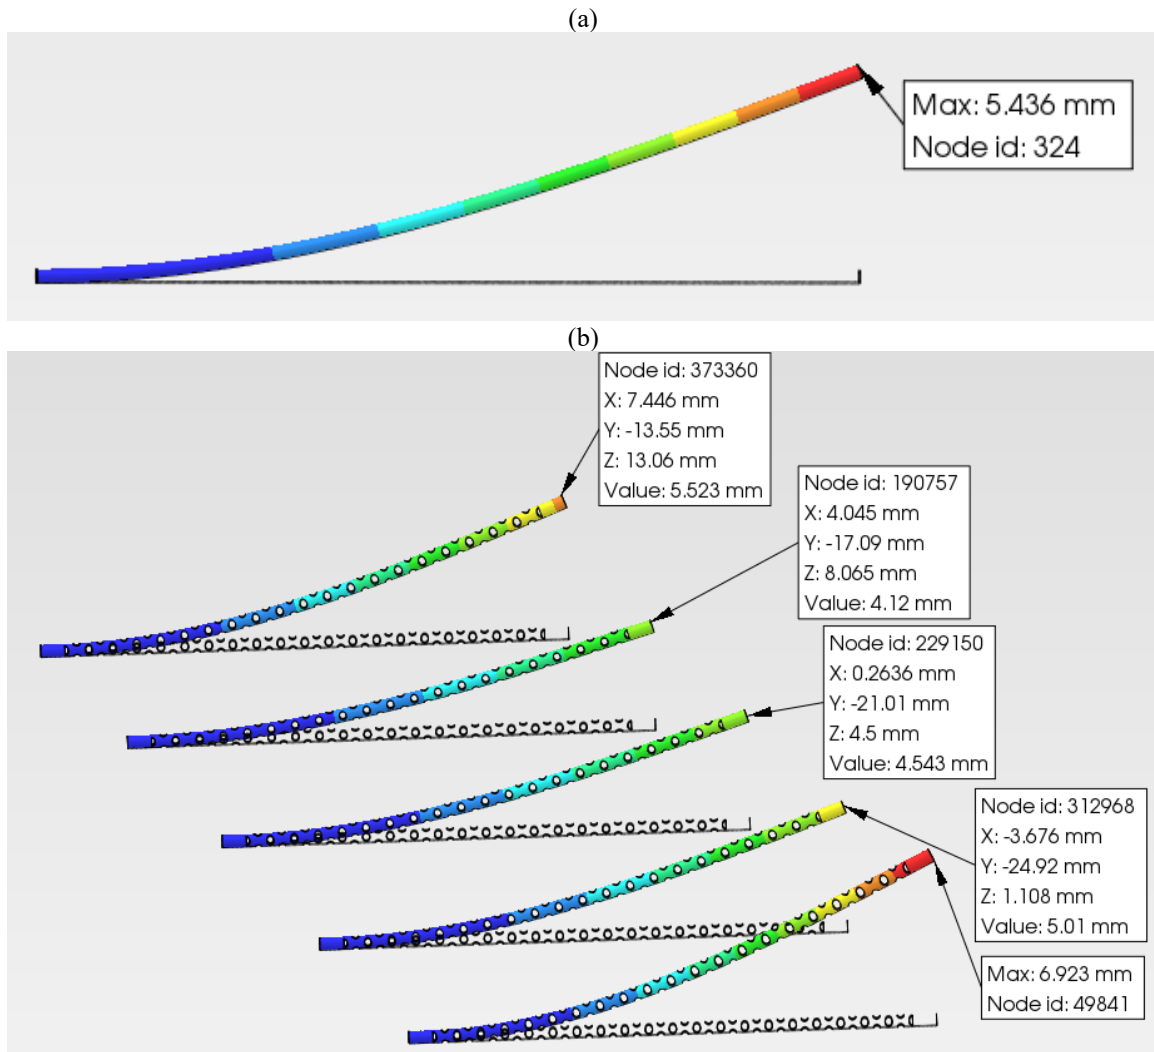 (a)
Max: 5.436 mm
Node id: 324
(b)
Node id: 373360
X: 7.446 mm
Y: -13.55 mm
Z: 13.06 mm
Value: 5.523 mm
Node id: 190757
X: 4.045 mm
Y: -17.09 mm
Z: 8.065 mm
Value: 4.12 mm
Node id: 229150
X: 0.2636 mm
Y: -21.01 mm
Z: 4.5 mm
Value: 4.543 mm
Node id: 312968
X: -3.676 mm
Y: -24.92 mm
Z: 1.108 mm
Value: 5.01 mm
Max: 6.923 mm
Node id: 49841